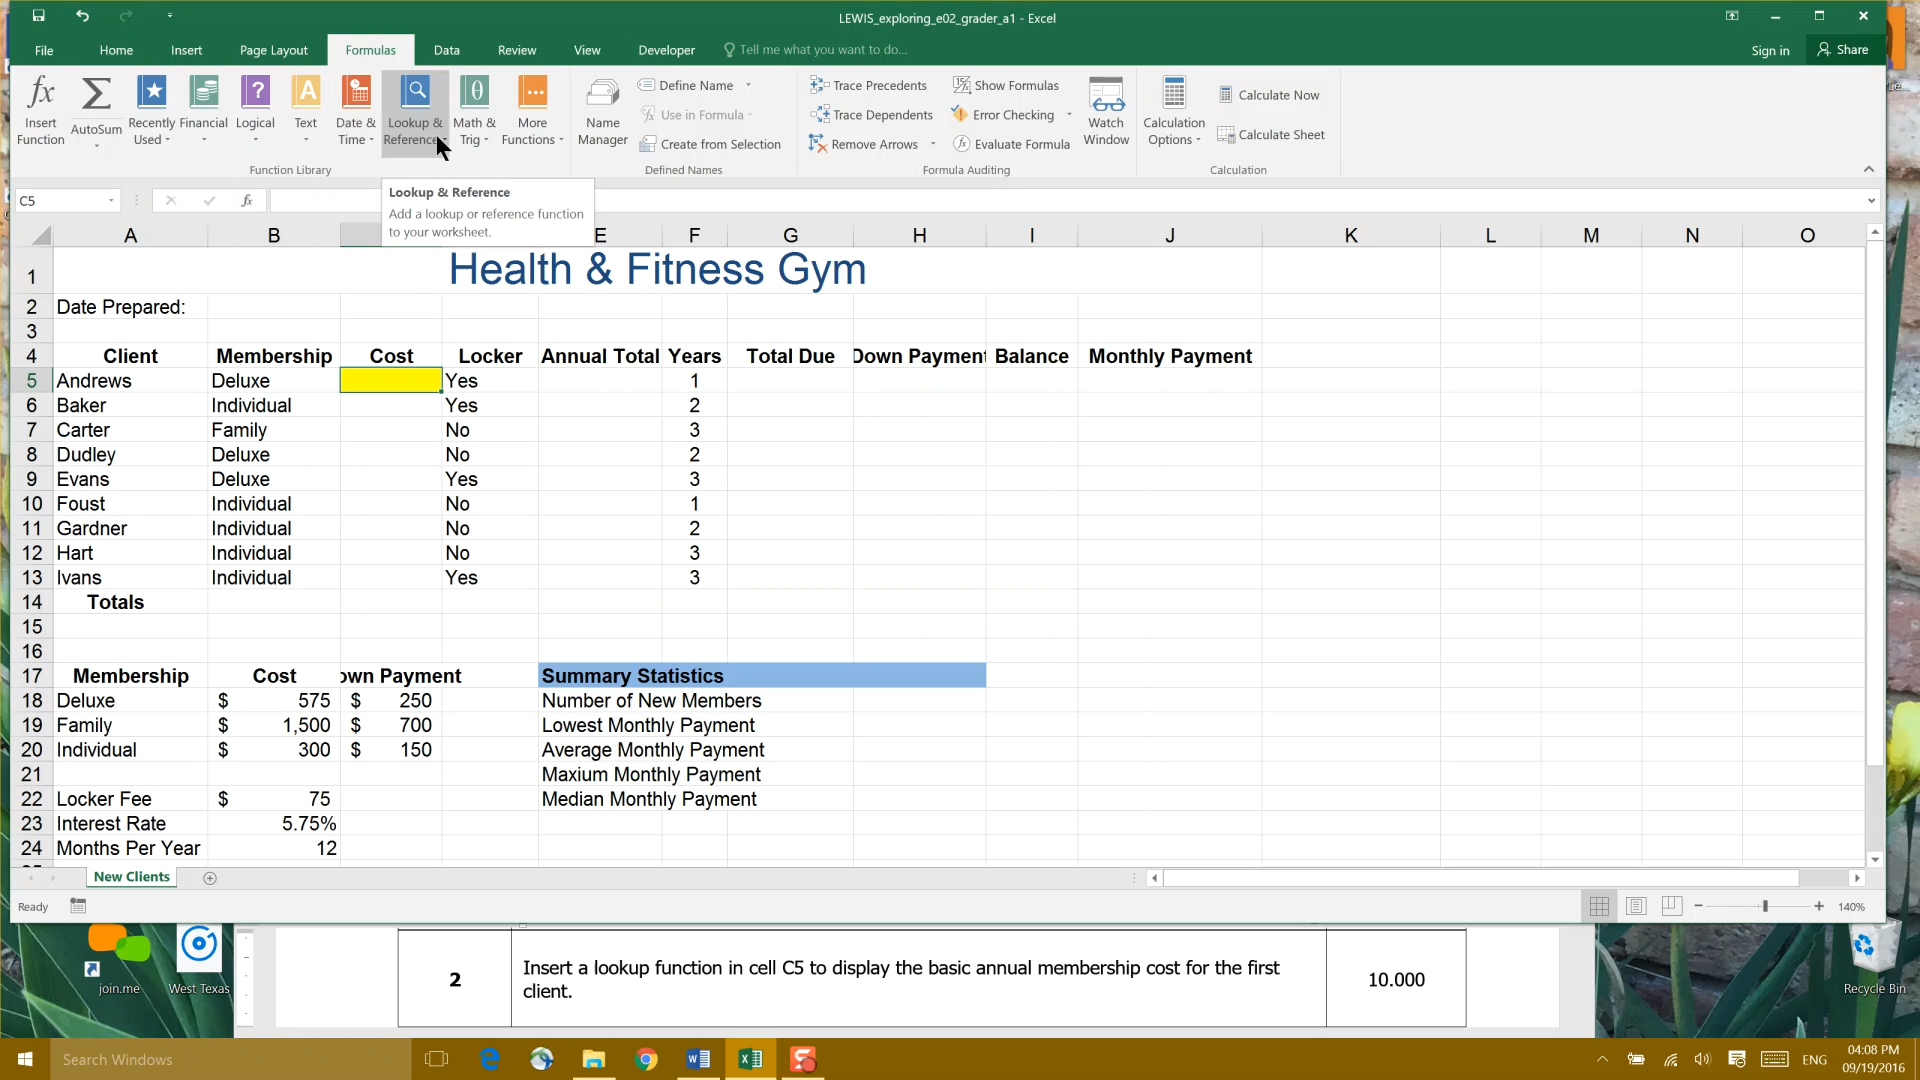 LEWIS_exploring_e02_grader_a1 - Excel
File Home Insert Page Layout Formulas Data Review View Developer Tell me what you want to do... Sign in Share
Insert Function
AutoSum
Recently Used
Financial
Logical
Text
Date & Time
Lookup & Reference
Math & Trig
More Functions
Function Library
Name Manager
Define Name
Use in Formula
Create from Selection
Defined Names
Trace Precedents
Trace Dependents
Remove Arrows
Show Formulas
Error Checking
Evaluate Formula
Formula Auditing
Watch Window
Calculation Options
Calculate Now
Calculate Sheet
Calculation
C5
fx
Lookup & Reference
Add a lookup or reference function
to your worksheet.
A B E F G H I J K L M N O
1 Health & Fitness Gym
2 Date Prepared:
3
4 Client Membership Cost Locker Annual Total Years Total Due Down Payment Balance Monthly Payment
5 Andrews Deluxe Yes 1
6 Baker Individual Yes 2
7 Carter Family No 3
8 Dudley Deluxe No 2
9 Evans Deluxe Yes 3
10 Foust Individual No 1
11 Gardner Individual No 2
12 Hart Individual No 3
13 Ivans Individual Yes 3
14 Totals
15
16
17 Membership Cost own Payment Summary Statistics
18 Deluxe $ 575 $ 250 Number of New Members
19 Family $ 1,500 $ 700 Lowest Monthly Payment
20 Individual $ 300 $ 150 Average Monthly Payment
21 Maxium Monthly Payment
22 Locker Fee $ 75 Median Monthly Payment
23 Interest Rate 5.75%
24 Months Per Year 12
New Clients
Ready
140%
join.me
West Texas
2 Insert a lookup function in cell C5 to display the basic annual membership cost for the first 10.000
client.
Recycle Bin
Search Windows
ENG
04:08 PM
09/19/2016